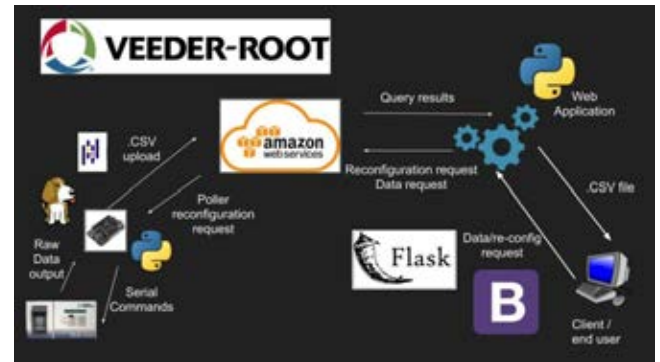 VEEDER-ROOT
Query results
Web
Application
.CSV
upload
amazon
webservices
Reconfiguration request
Data request
.CSV file
Poller
reconfiguration
request
Raw
Data
output
Flask
Data/re-config
request
B
Serial
Commands
Client /
end user